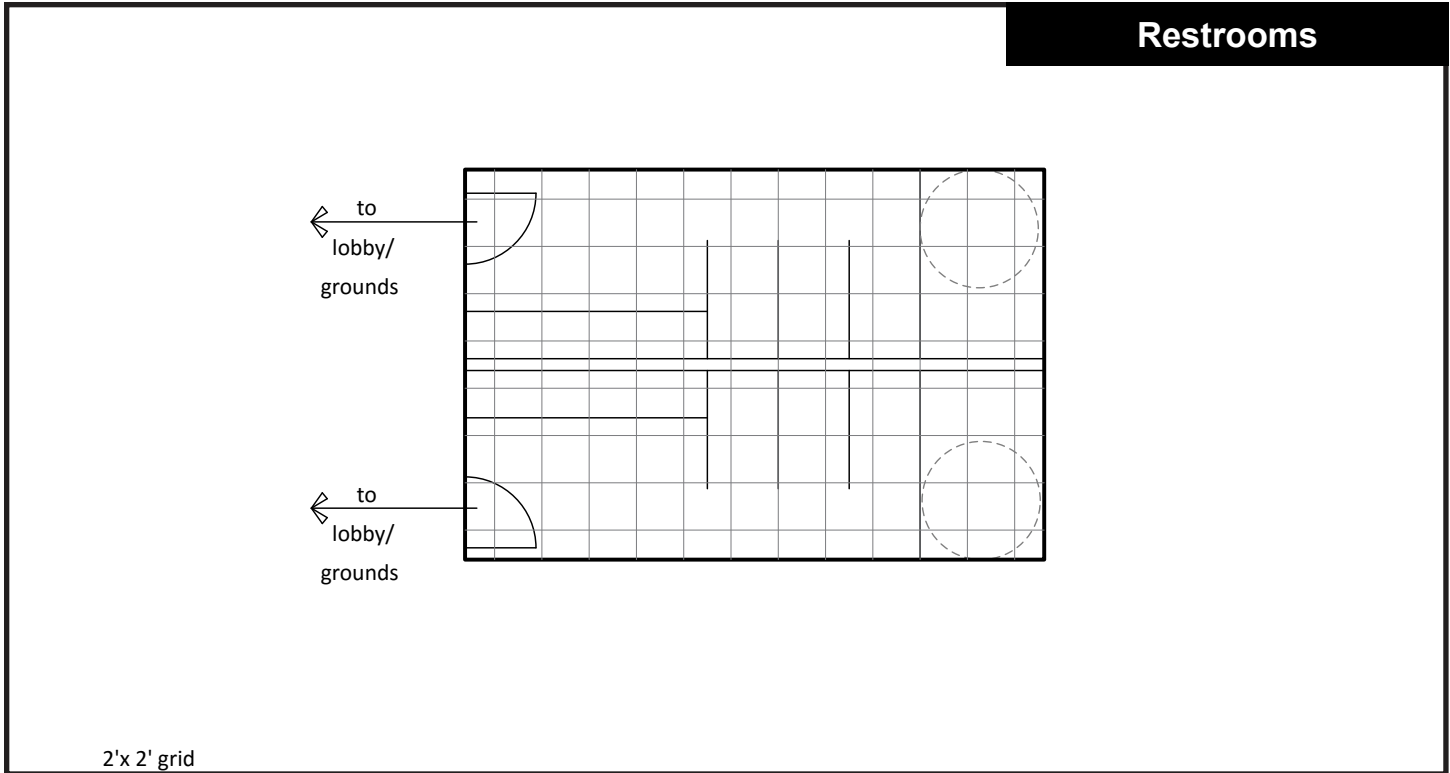 Restrooms
to
lobby/
grounds
to
lobby/
grounds
2'x 2' grid